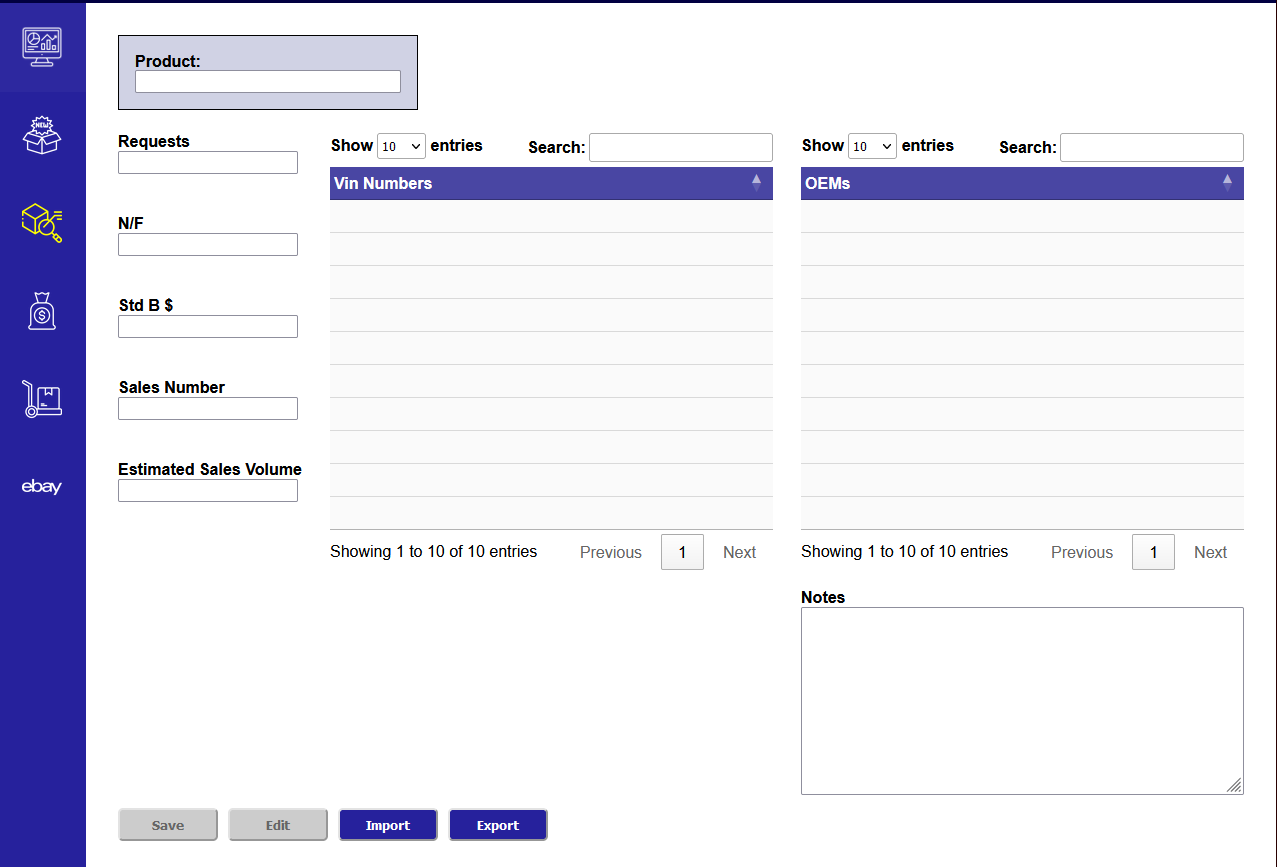 Product:
NEW
Requests
Show 10 entries Search:
Show 10 entries Search:
Vin Numbers
OEMs
N/F
Std B $
$
Sales Number
Estimated Sales Volume
ebay
Showing 1 to 10 of 10 entries Previous 1 Next
Showing 1 to 10 of 10 entries Previous 1 Next
Notes
Save Edit Import Export